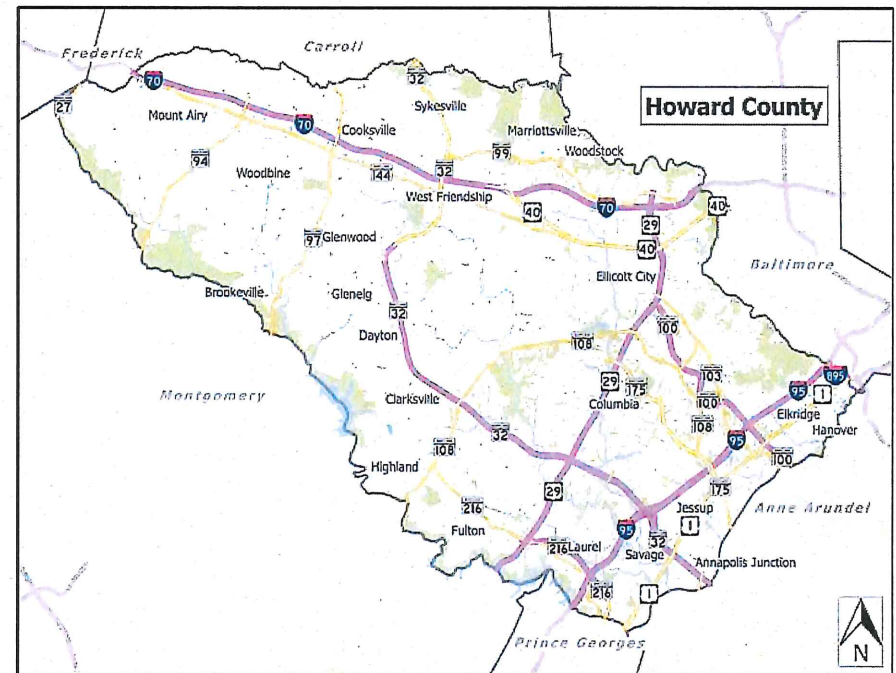 Frederick
Carroll
70
32
27
Sykesville
Howard County
Mount Airy
70
Cooksville
Marriottsville
94
144
32
99
Woodstock
Woodbine
West Friendship
40
70
29
40
97
Glenwood
40
Ellicott City
Baltimore
Brookeville
Glenelg
32
Dayton
100
108
Montgomery
Clarksville
29
175
103
95
895
Columbia
100
1
Elkridge
108
32
108
95
Hanover
Highland
100
29
175
216
Jessup
Anne Arundel
Fulton
95
1
216
Laurel
Savage
32
Annapolis Junction
216
1
Prince Georges
N